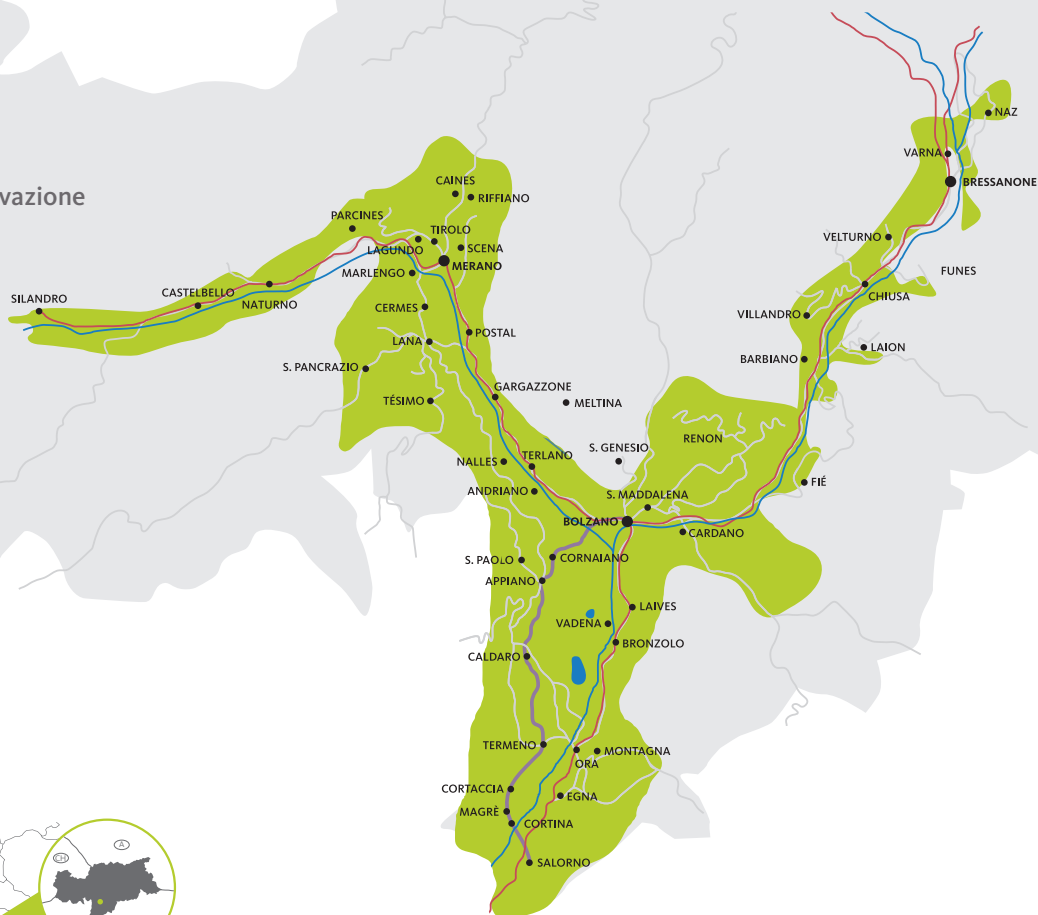 NAZ
VARNA
BRESSANONE
CAINES
RIFFIANO
vazione
PARCINES
TIROLO
VELTURNO
LAGUNDO
SCENA
MERANO
MARLENGO
FUNES
SILANDRO
CASTELBELLO
NATURNO
CHIUSA
CERMES
VILLANDRO
POSTAL
LANA
LAION
BARBIANO
S. PANCRAZIO
GARGAZZONE
TÉSIMO
MELTINA
RENON
S. GENESIO
NALLES
TERLANO
FIÉ
ANDRIANO
S. MADDALENA
BOLZANO
CARDANO
S. PAOLO
CORNAIANO
APPIANO
LAIVES
VADENA
BRONZOLO
CALDARO
TERMENO
MONTAGNA
ORA
CORTACCIA
EGNA
MAGRÈ
CORTINA
SALORNO
A
CH